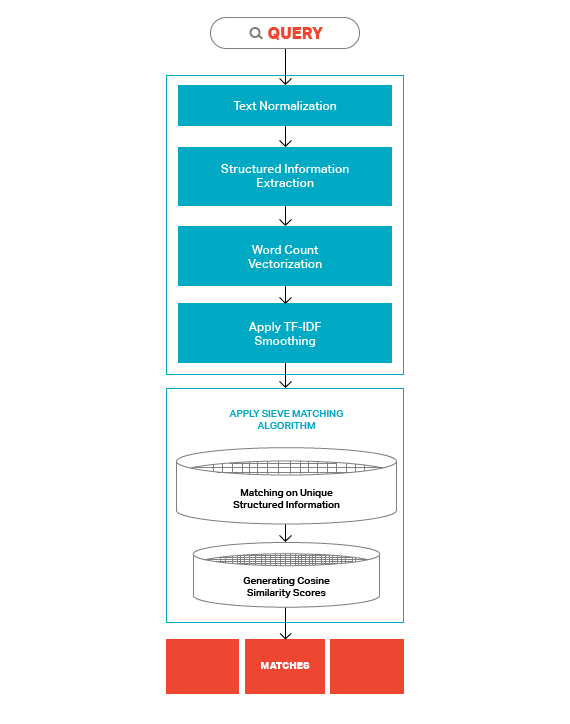 QUERY
Text Normalization
Structured Information
Extraction
Word Count
Vectorization
Apply TF-IDF
Smoothing
APPLY SIEVE MATCHING
ALGORITHM
Matching on Unique
Structured Information
Generating Cosine
Similarity Scores
MATCHES